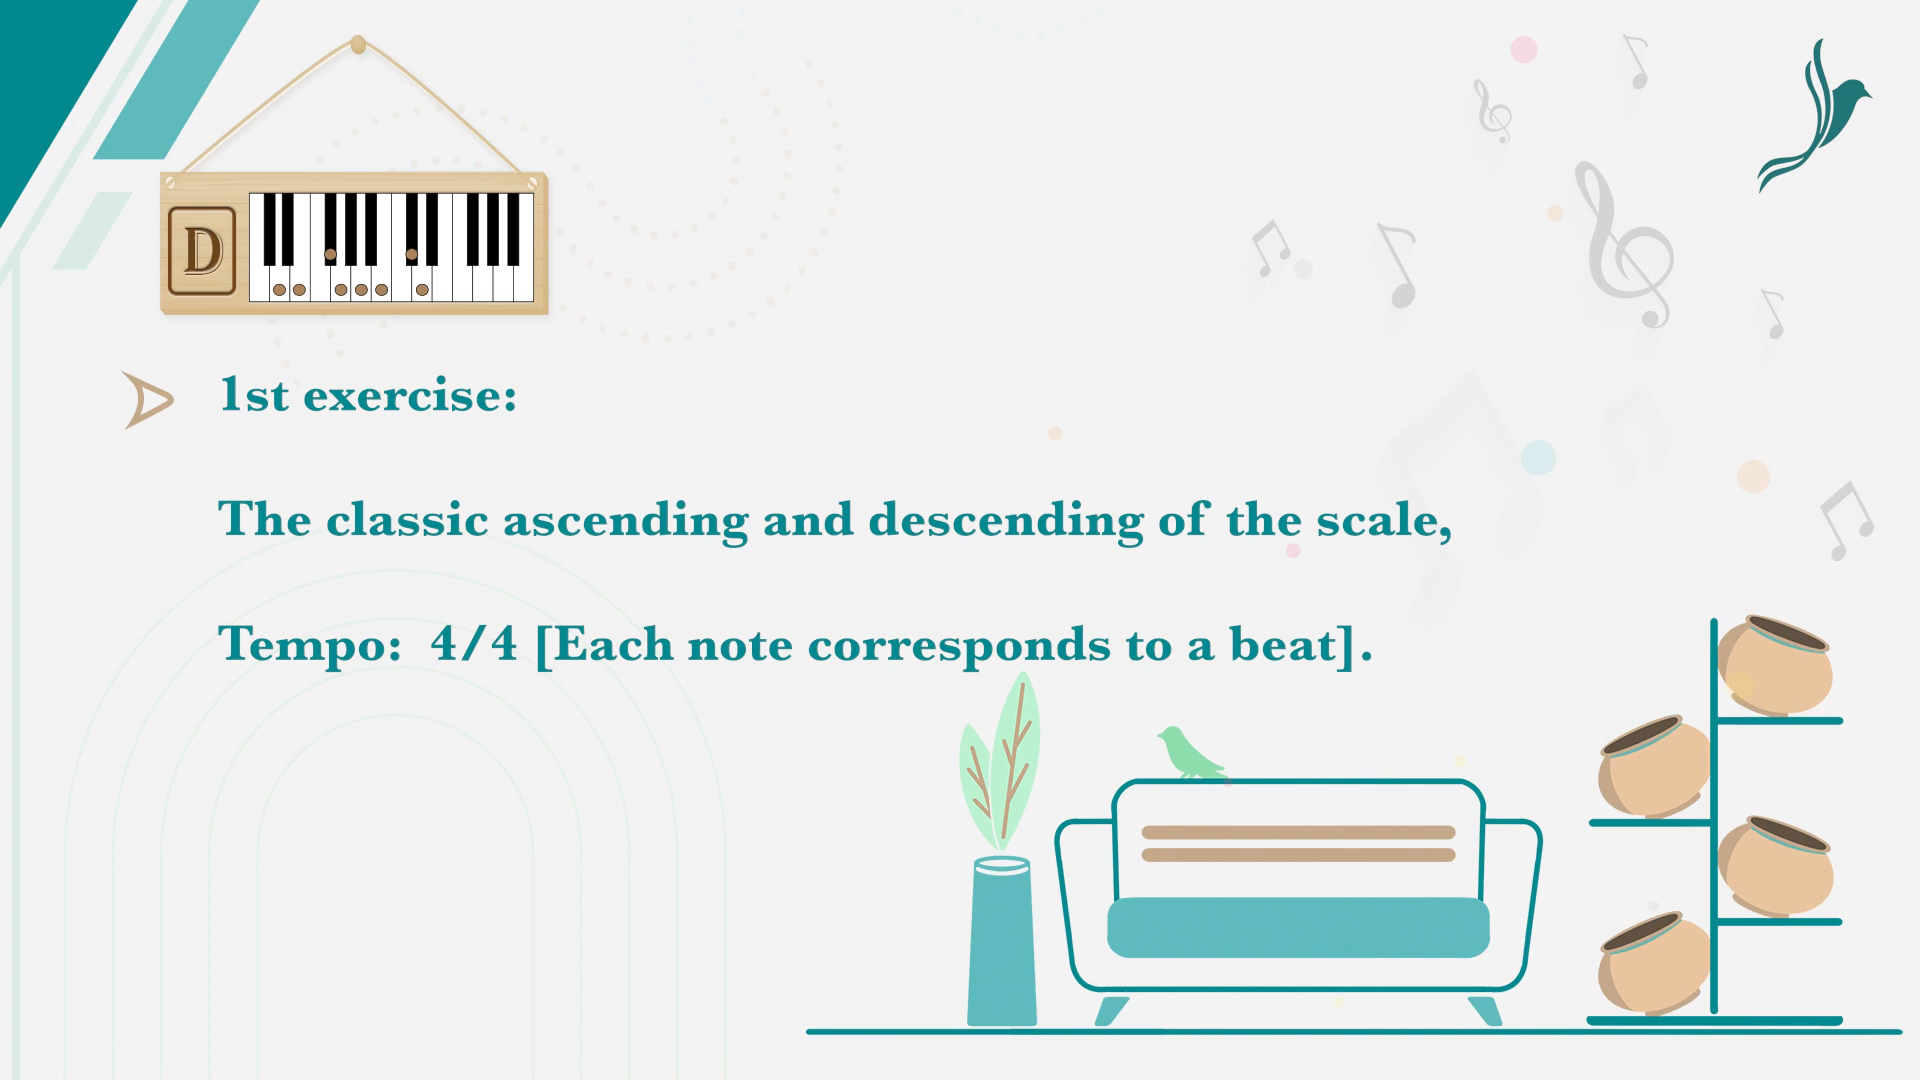 D
1st exercise:
The classic ascending and descending of the scale,
Tempo: 4/4 [Each note corresponds to a beat].